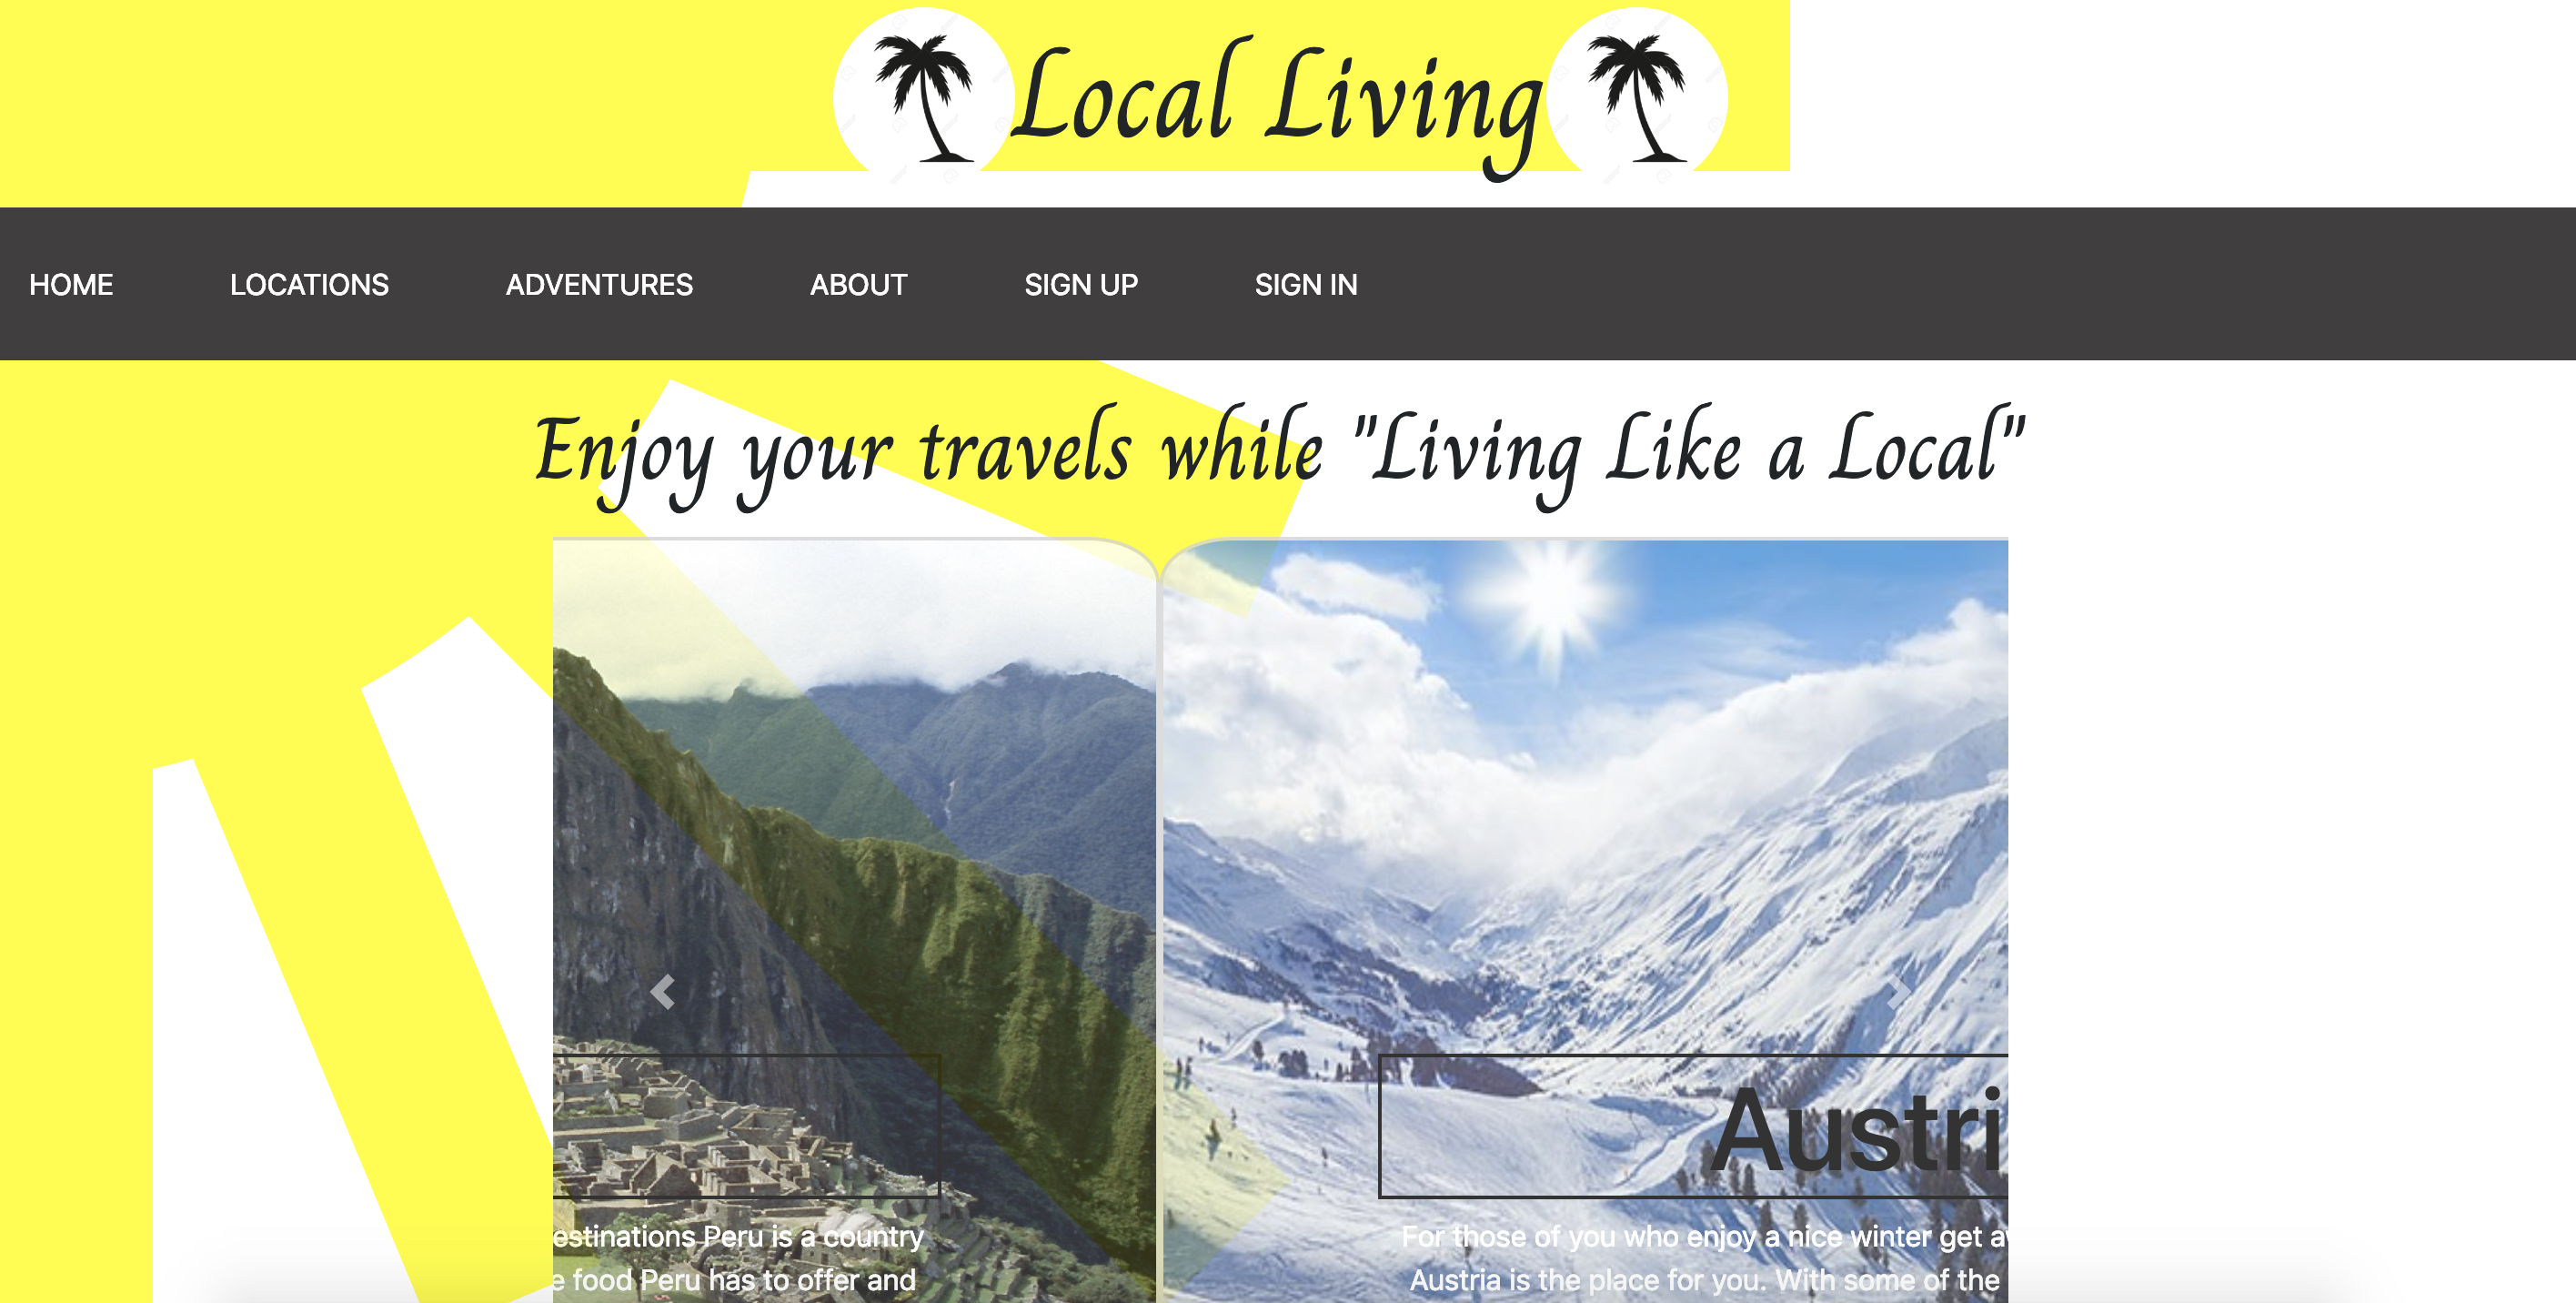 Local Living
HOME LOCATIONS ADVENTURES ABOUT SIGN UP SIGN IN
Enjoy your travels while "Living Like a Local"
Austri
estinations Peru is a country
e food Peru has to offer and
For those of you who enjoy a nice winter get a
Austria is the place for you. With some of the